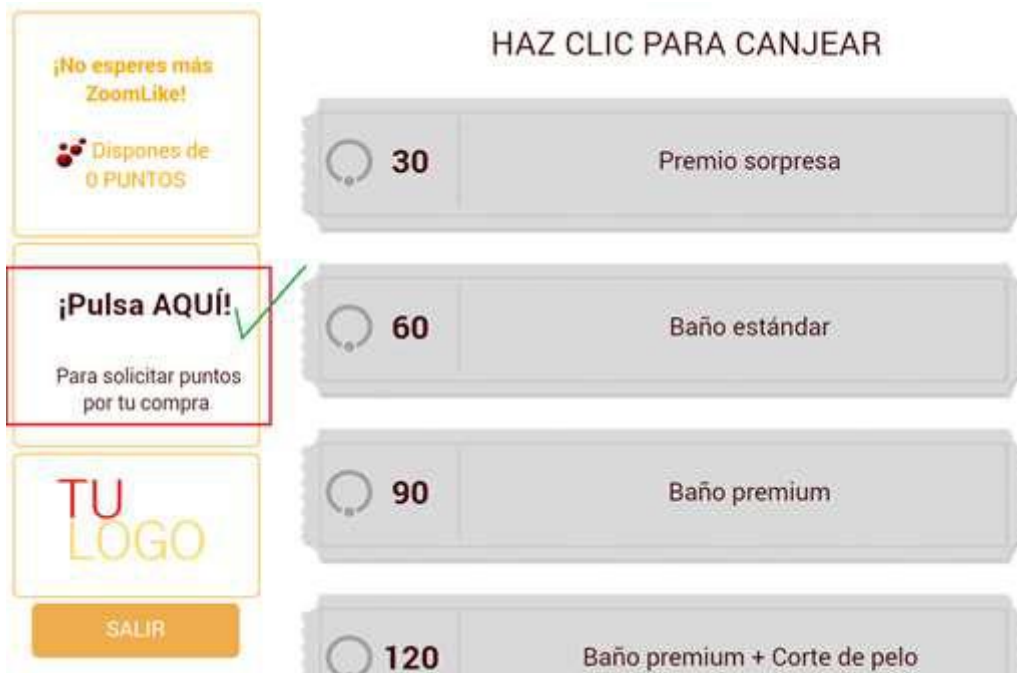 ¡No esperes más
ZoomLike!
Dispones de
0 PUNTOS
¡Pulsa AQUÍ!
Para solicitar puntos
por tu compra
TU
LOGO
SALIR
HAZ CLIC PARA CANJEAR
30 Premio sorpresa
60 Baño estándar
90 Baño premium
120 Baño premium + Corte de pelo